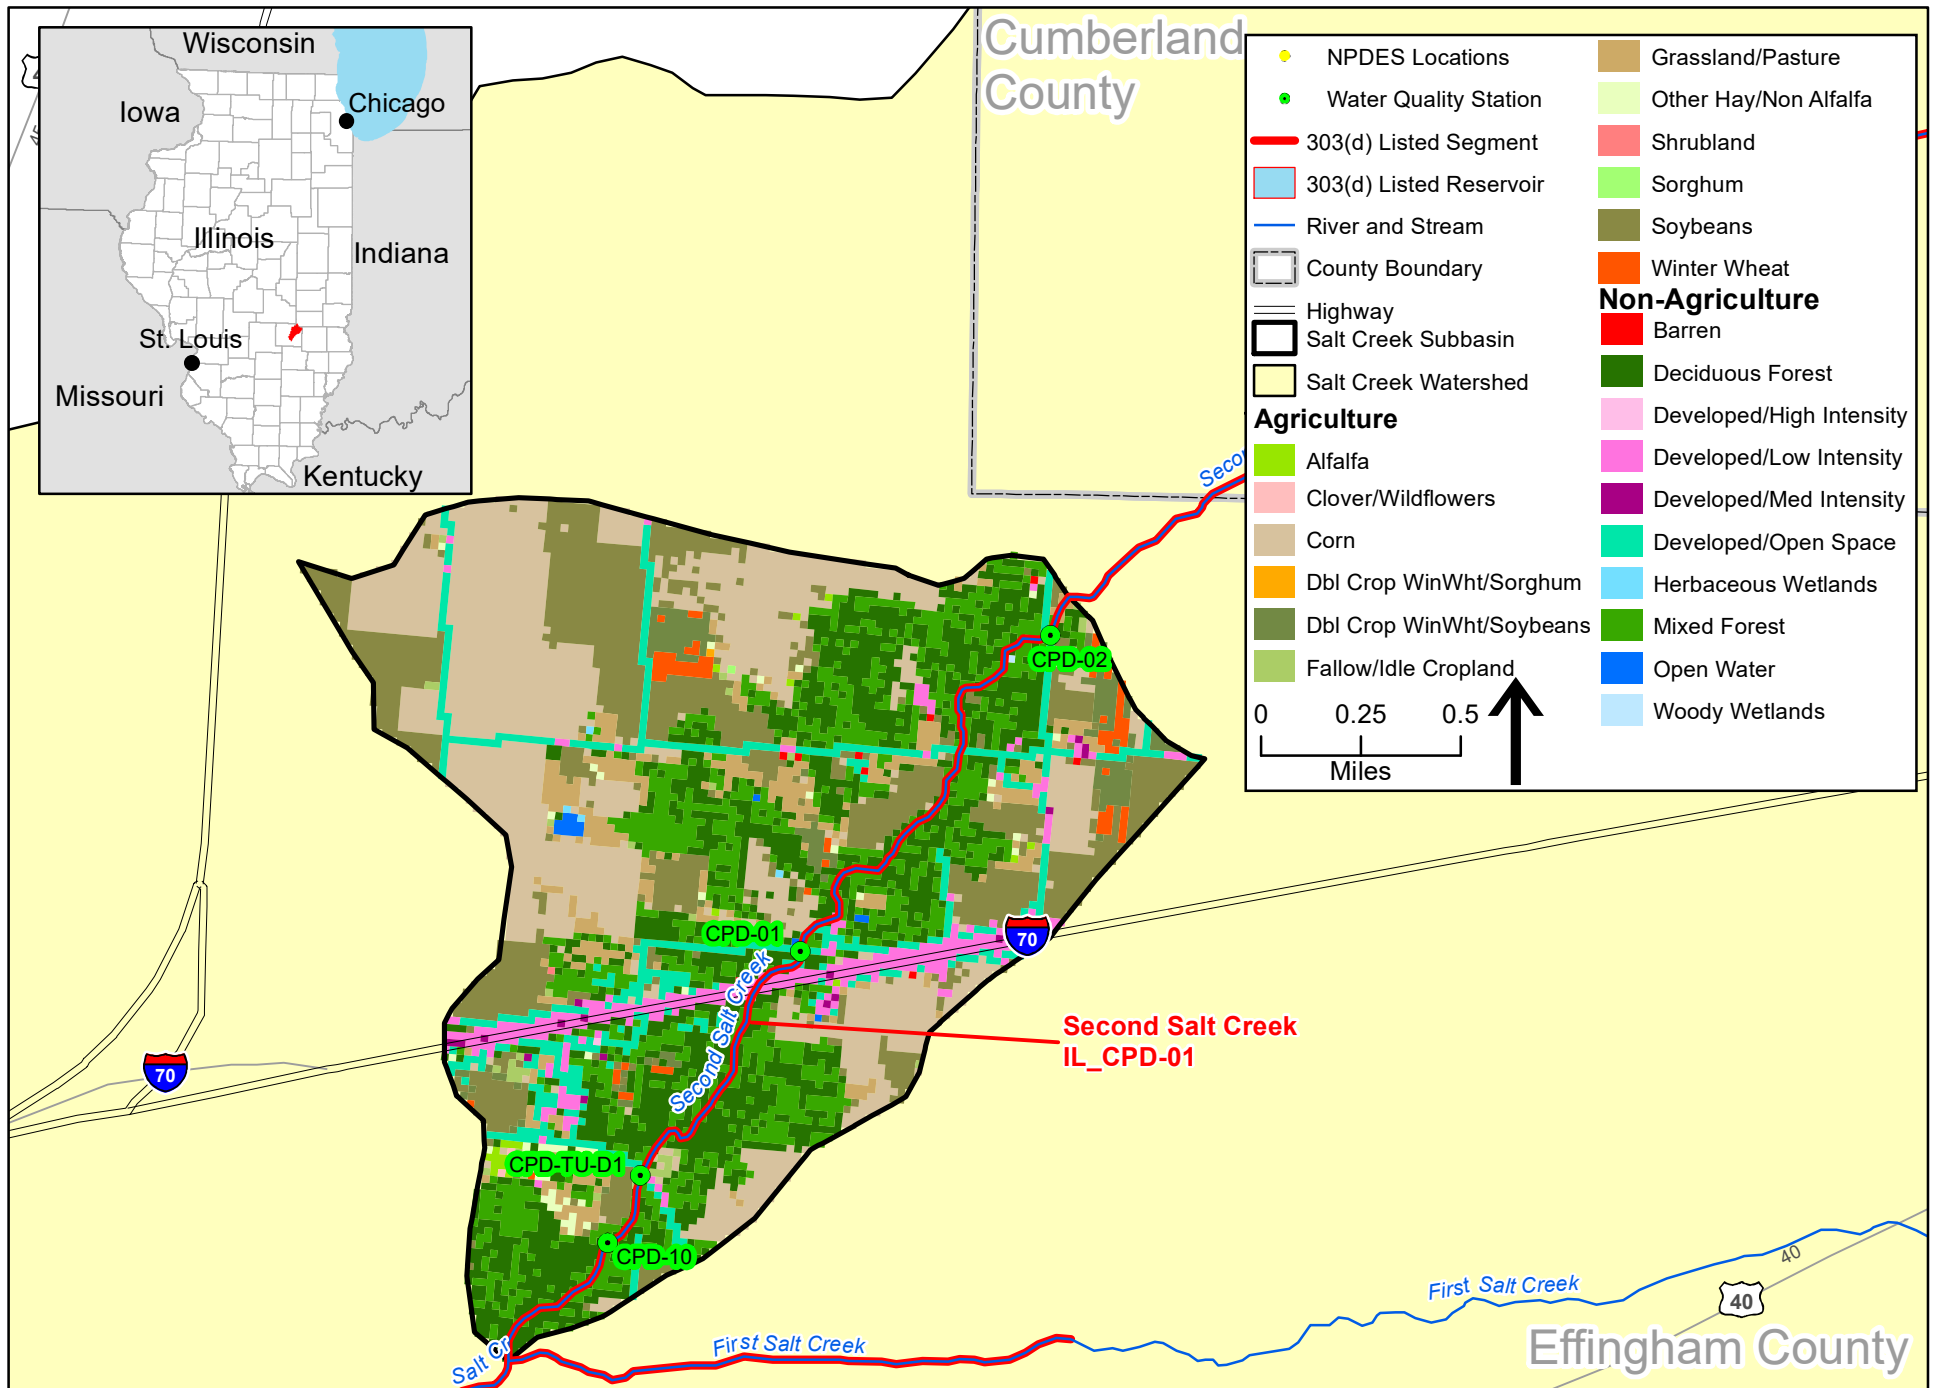 Cumberland
County
Wisconsin
Iowa
Chicago
Illinois
Indiana
St. Louis
Missouri
Kentucky
NPDES Locations
Water Quality Station
303(d) Listed Segment
303(d) Listed Reservoir
River and Stream
County Boundary
Highway
Salt Creek Subbasin
Salt Creek Watershed
Agriculture
Alfalfa
Clover/Wildflowers
Corn
Dbl Crop WinWht/Sorghum
Dbl Crop WinWht/Soybeans
Fallow/Idle Cropland
0 0.25 0.5
Miles
Grassland/Pasture
Other Hay/Non Alfalfa
Shrubland
Sorghum
Soybeans
Winter Wheat
Non-Agriculture
Barren
Deciduous Forest
Developed/High Intensity
Developed/Low Intensity
Developed/Med Intensity
Developed/Open Space
Herbaceous Wetlands
Mixed Forest
Open Water
Woody Wetlands
CPD-02
CPD-01
70
Second Salt Creek
Second Salt Creek
IL_CPD-01
70
Second Salt Creek
CPD-TU-D1
CPD-10
Salt Cr
First Salt Creek
First Salt Creek
40
40
Effingham County